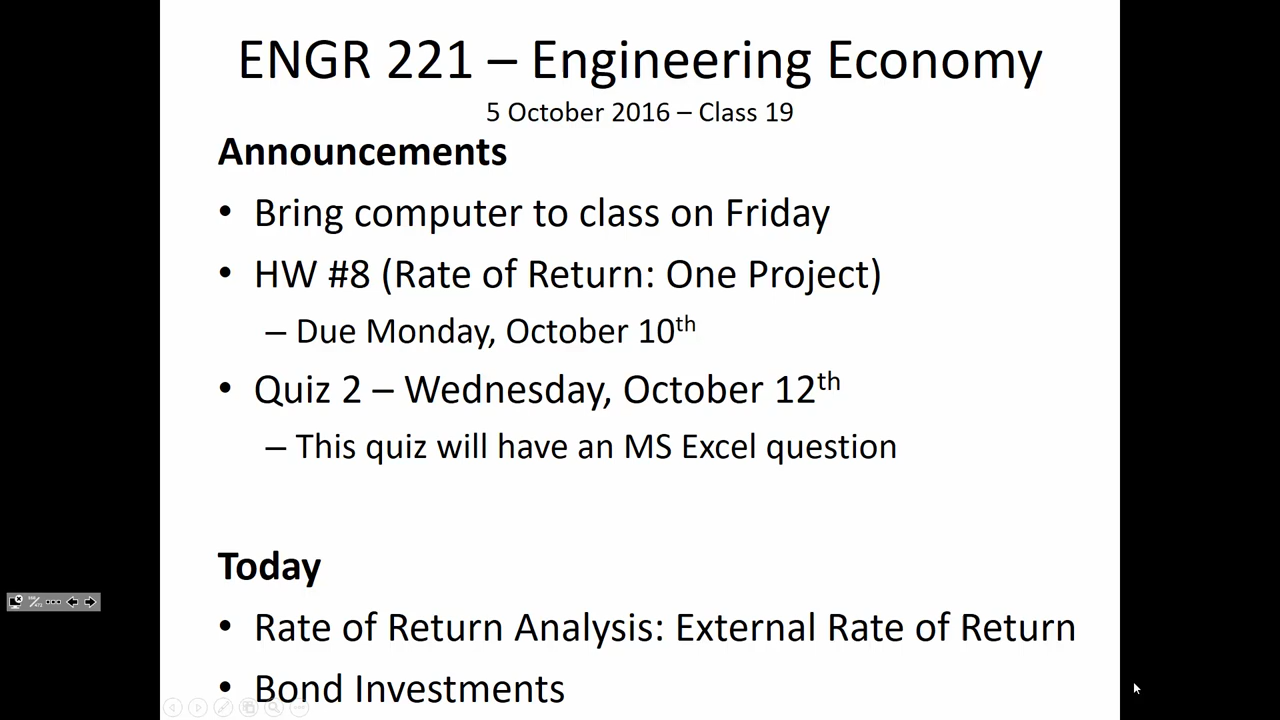 ENGR 221 – Engineering Economy
5 October 2016 – Class 19
Announcements
• Bring computer to class on Friday
• HW #8 (Rate of Return: One Project)
– Due Monday, October 10th
• Quiz 2 – Wednesday, October 12th
– This quiz will have an MS Excel question
Today
• Rate of Return Analysis: External Rate of Return
• Bond Investments